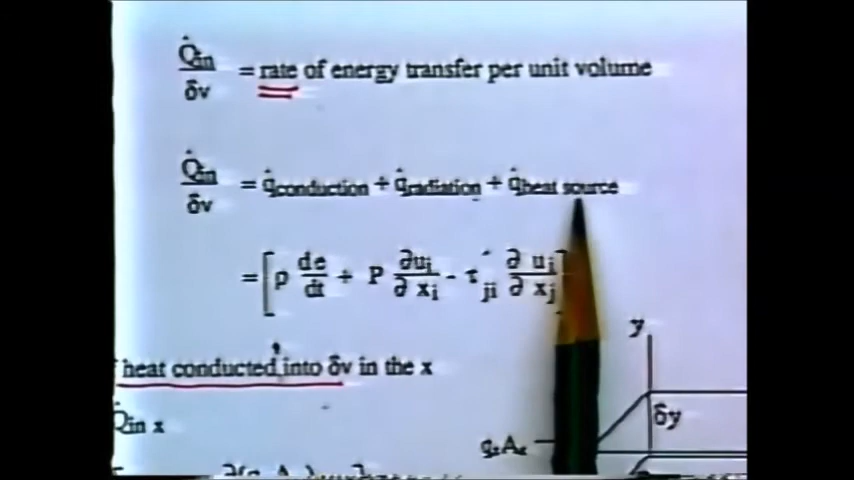 Q̇in/δv = rate of energy transfer per unit volume
Q̇in/δv = q̇conduction + q̇radiation + q̇heat source
= [ρ de/dt + P ∂ui/∂xi - τ'ji ∂ui/∂xj]
heat conducted into δv in the x
Q̇in x
y
δy
qxAx